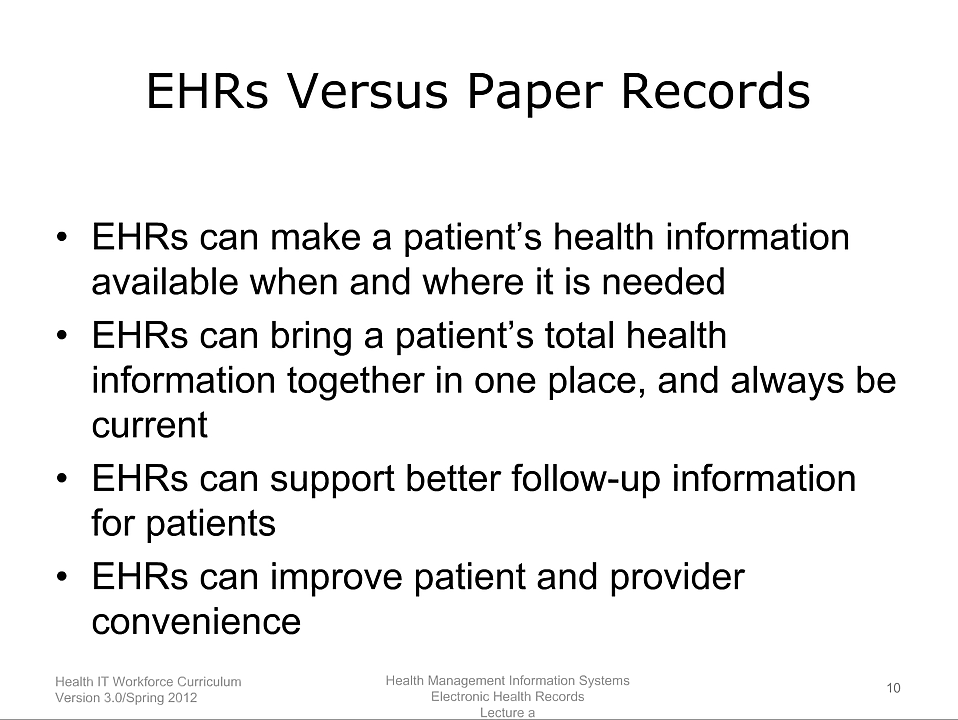 EHRs Versus Paper Records
• EHRs can make a patient’s health information
available when and where it is needed
• EHRs can bring a patient’s total health
information together in one place, and always be
current
• EHRs can support better follow-up information
for patients
• EHRs can improve patient and provider
convenience
Health IT Workforce Curriculum
Version 3.0/Spring 2012
Health Management Information Systems
Electronic Health Records
Lecture a
10